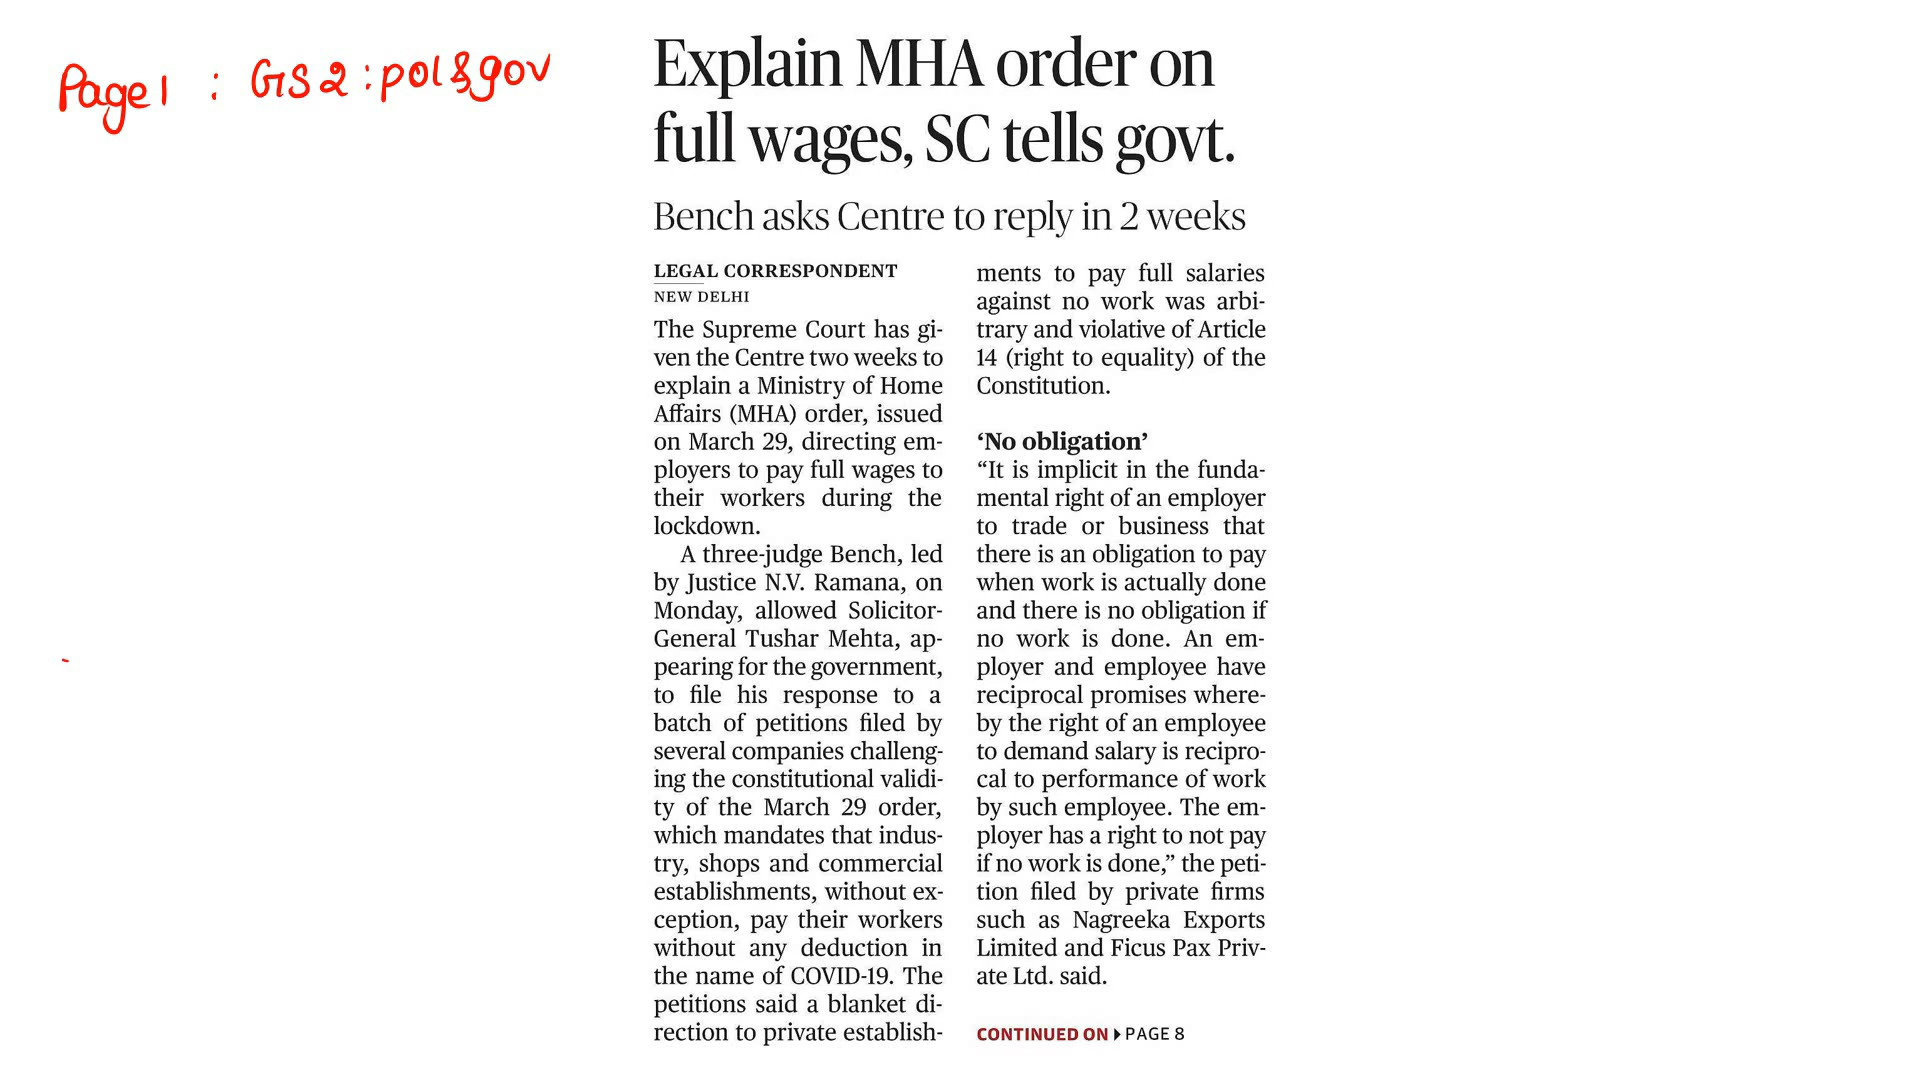 Page 1 : GS 2 : pol & gov
Explain MHA order on
full wages, SC tells govt.
Bench asks Centre to reply in 2 weeks
LEGAL CORRESPONDENT
NEW DELHI
The Supreme Court has gi-
ven the Centre two weeks to
explain a Ministry of Home
Affairs (MHA) order, issued
on March 29, directing em-
ployers to pay full wages to
their workers during the
lockdown.
A three-judge Bench, led
by Justice N.V. Ramana, on
Monday, allowed Solicitor-
General Tushar Mehta, ap-
pearing for the government,
to file his response to a
batch of petitions filed by
several companies challeng-
ing the constitutional validi-
ty of the March 29 order,
which mandates that indus-
try, shops and commercial
establishments, without ex-
ception, pay their workers
without any deduction in
the name of COVID-19. The
petitions said a blanket di-
rection to private establish-
ments to pay full salaries
against no work was arbi-
trary and violative of Article
14 (right to equality) of the
Constitution.
‘No obligation’
“It is implicit in the funda-
mental right of an employer
to trade or business that
there is an obligation to pay
when work is actually done
and there is no obligation if
no work is done. An em-
ployer and employee have
reciprocal promises where-
by the right of an employee
to demand salary is recipro-
cal to performance of work
by such employee. The em-
ployer has a right to not pay
if no work is done,” the peti-
tion filed by private firms
such as Nagreeka Exports
Limited and Ficus Pax Priv-
ate Ltd. said.
CONTINUED ON PAGE 8